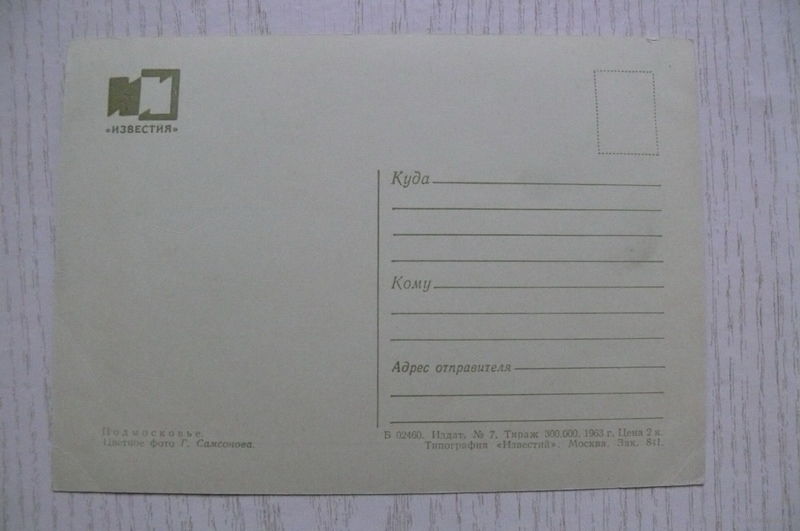 «ИЗВЕСТИЯ»
Куда
Кому
Адрес отправителя
Подмосковье.
Цветное фото Г. Самсонова.
Б 02460. Издат. № 7. Тираж 300.000. 1963 г. Цена 2 к.
Типография «Известий». Москва. Зак. 841.